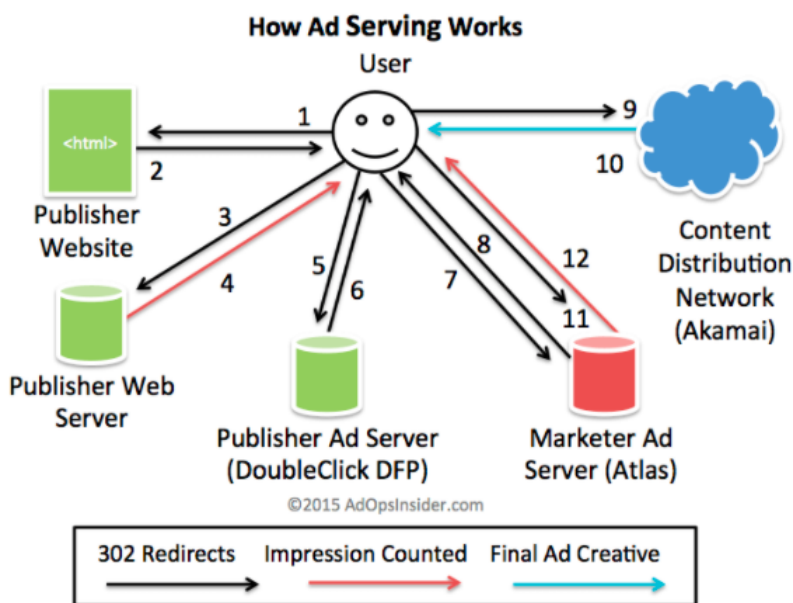 How Ad Serving Works
User
1
2
<html>
Publisher
Website
3
4
5
6
7
8
9
10
11
12
Content
Distribution
Network
(Akamai)
Publisher Web
Server
Publisher Ad Server
(DoubleClick DFP)
Marketer Ad
Server (Atlas)
©2015 AdOpsInsider.com
302 Redirects
Impression Counted
Final Ad Creative